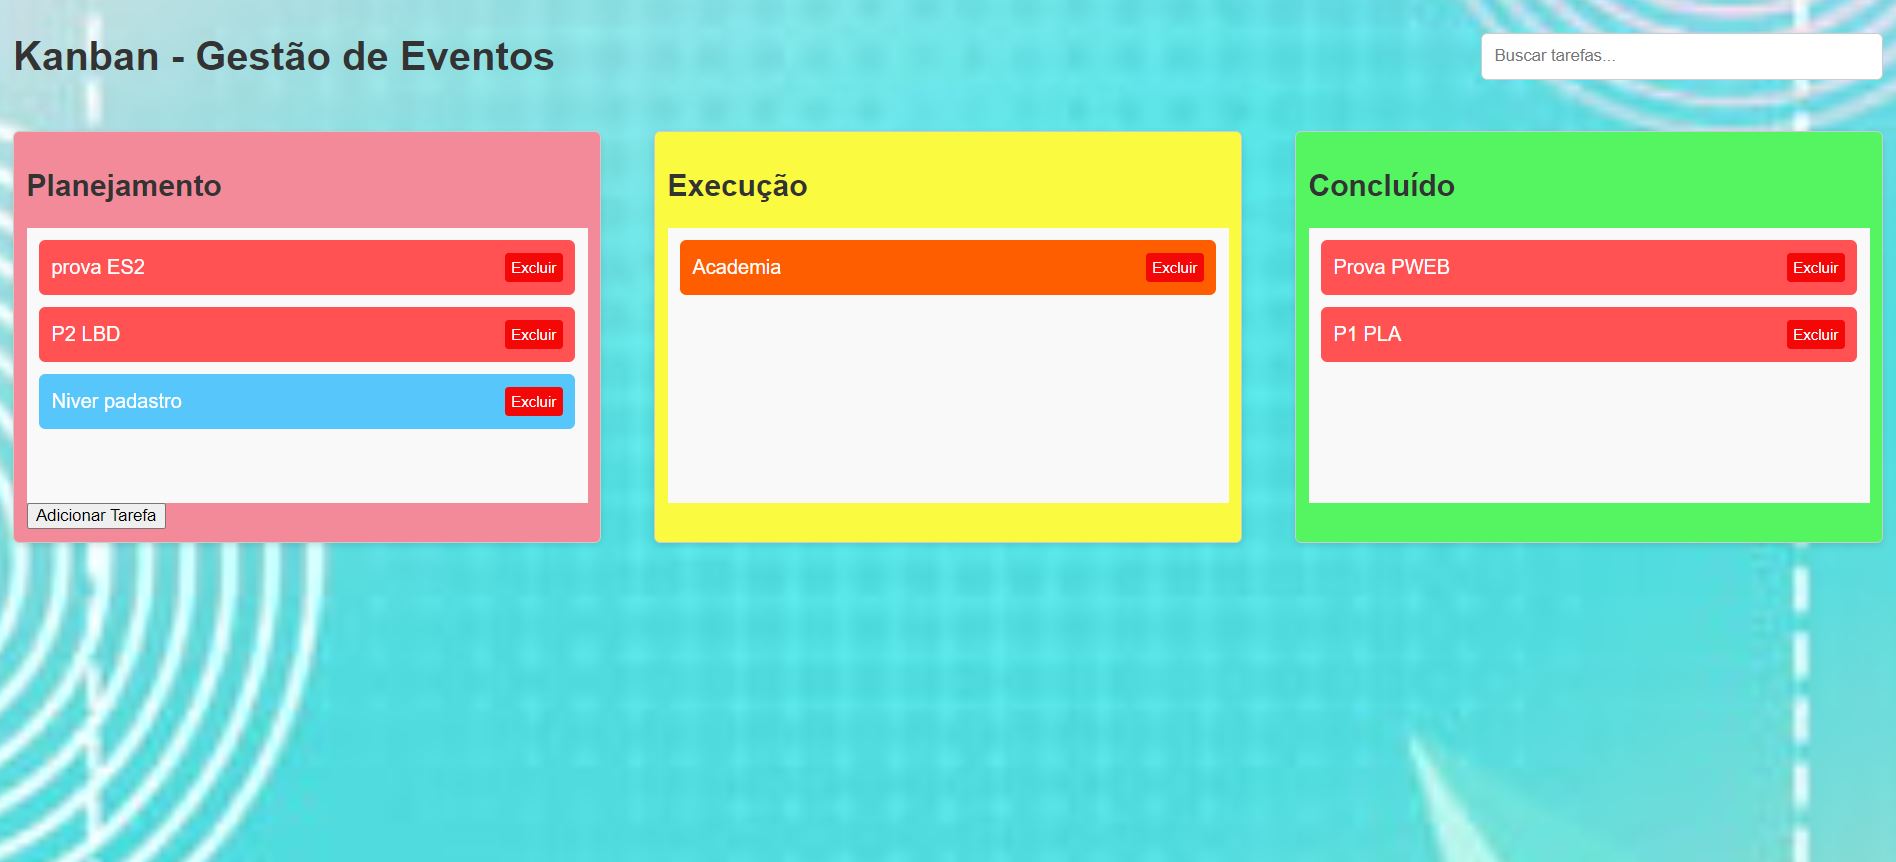 Kanban - Gestão de Eventos
Buscar tarefas...
Planejamento
prova ES2
Excluir
P2 LBD
Excluir
Niver padastro
Excluir
Adicionar Tarefa
Execução
Academia
Excluir
Concluído
Prova PWEB
Excluir
P1 PLA
Excluir